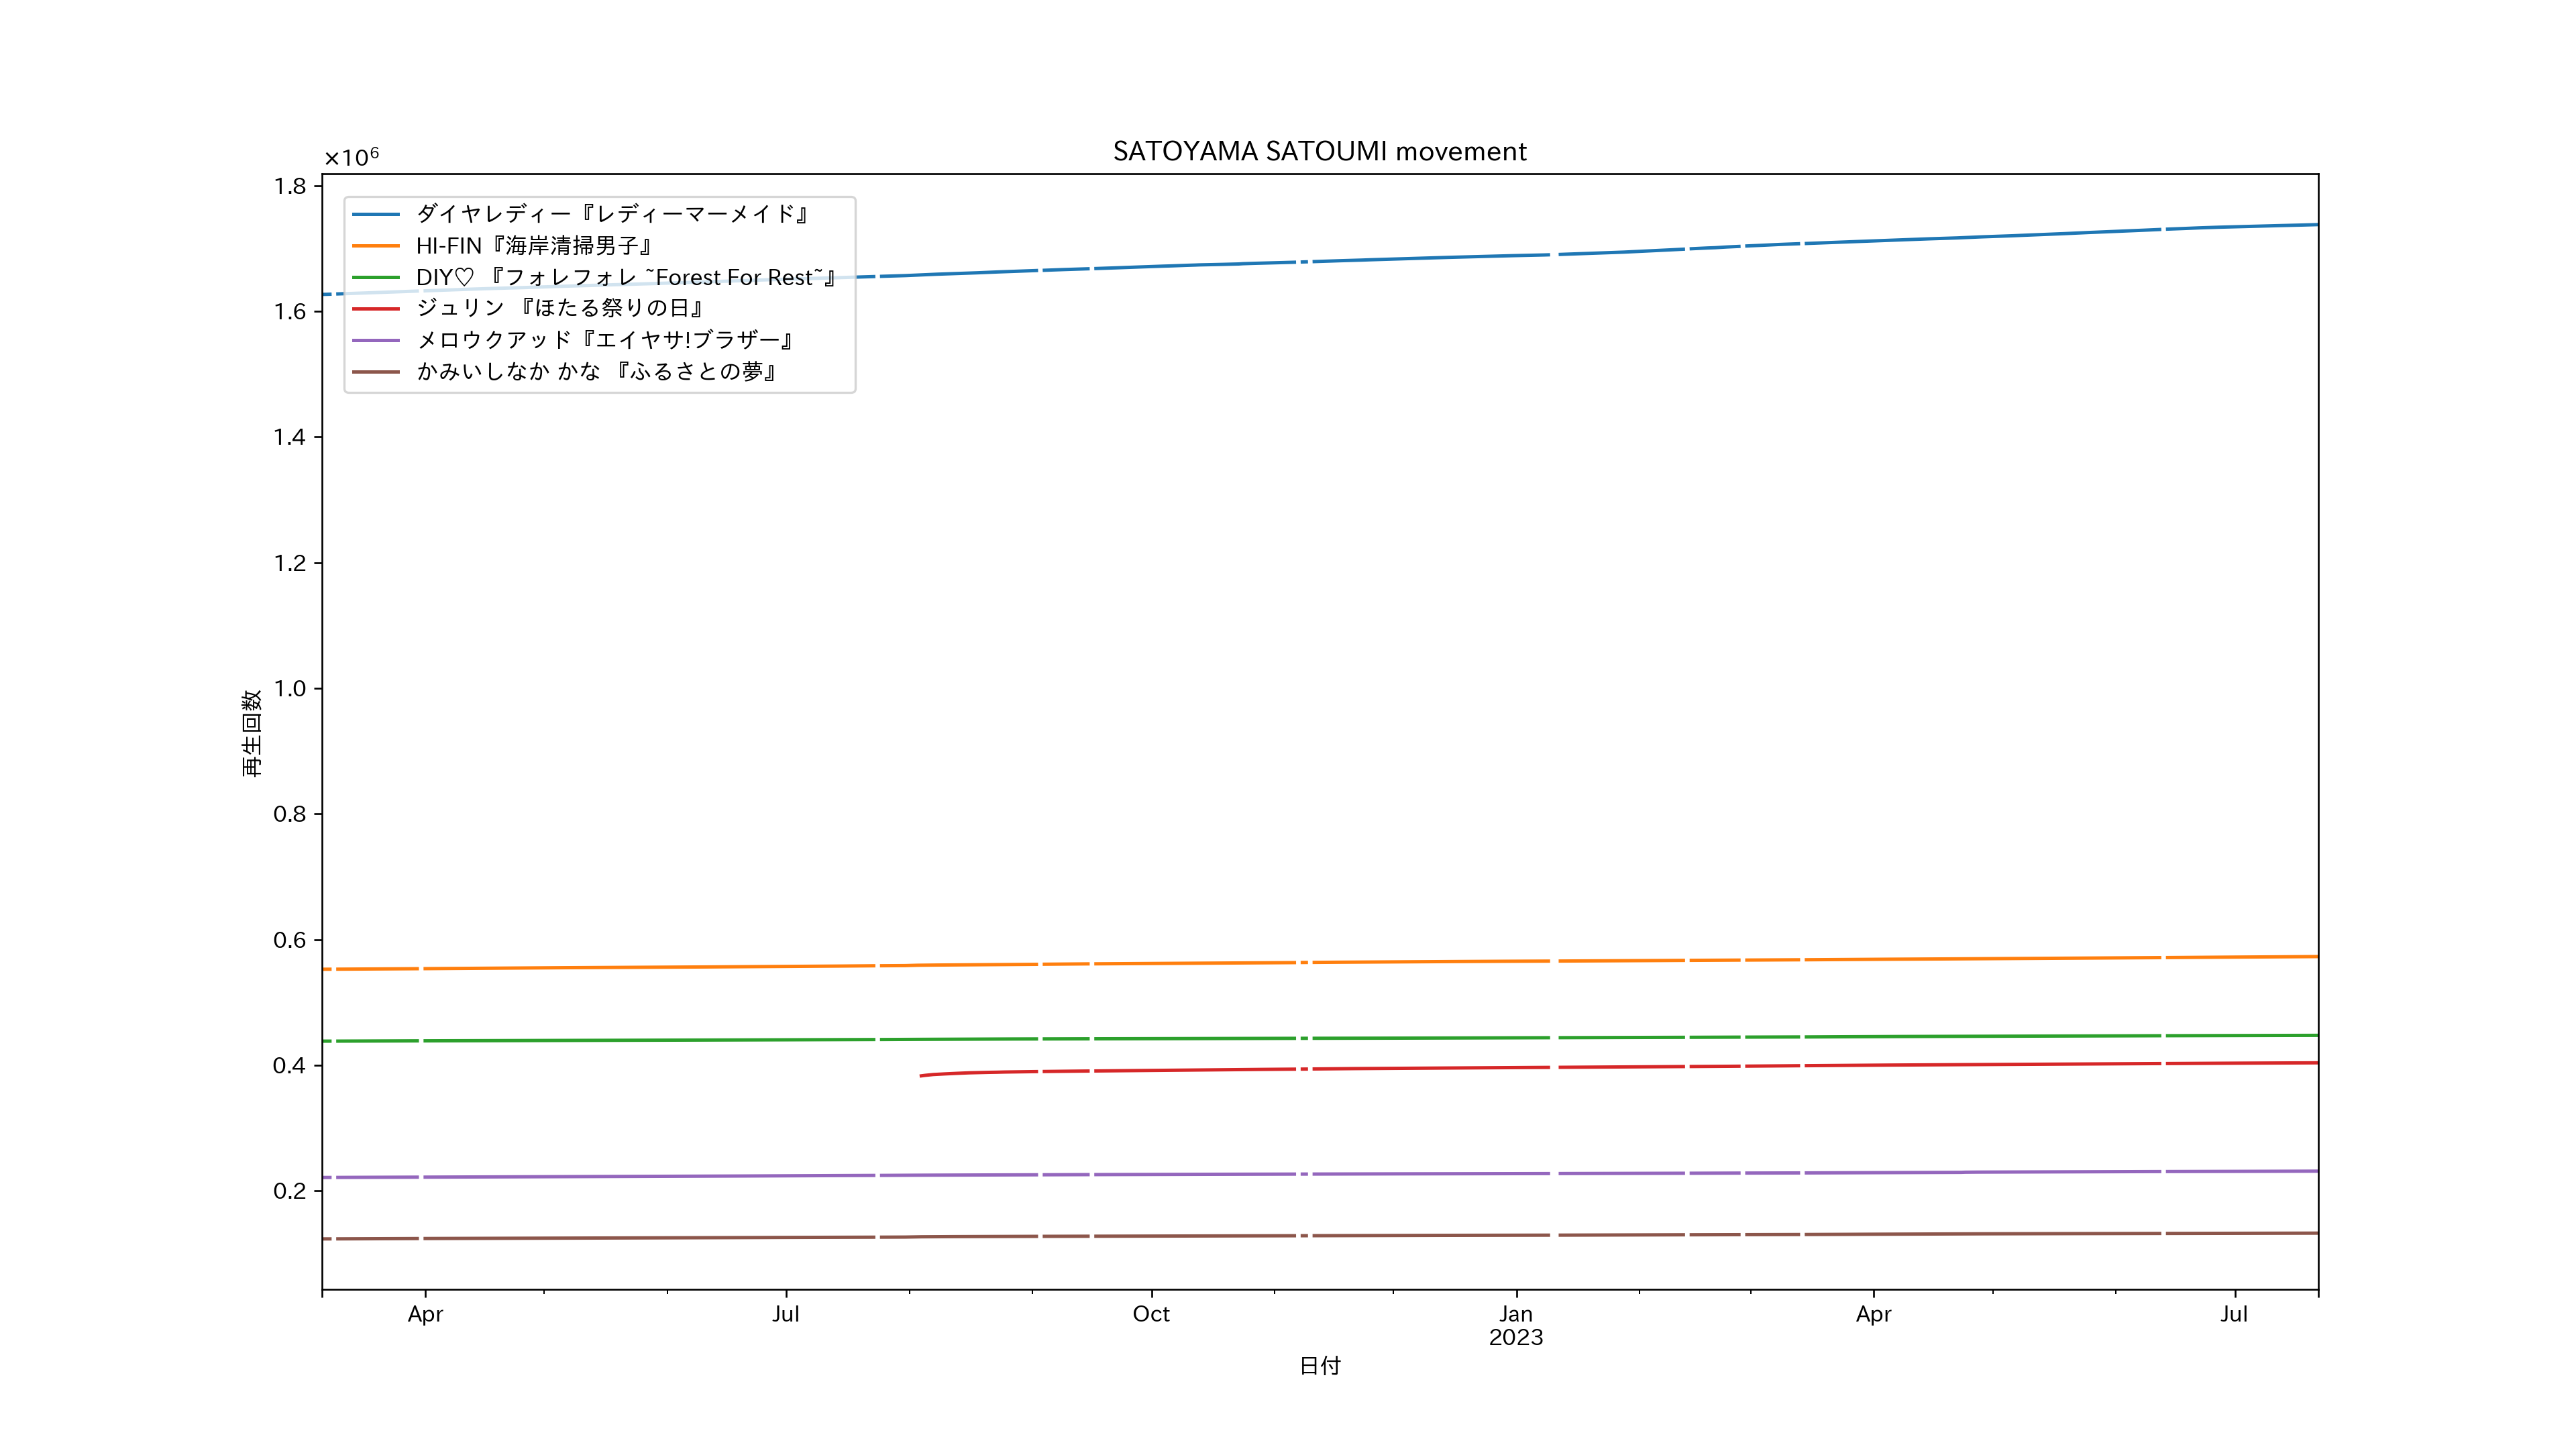 SATOYAMA SATOUMI movement
×10⁶
1.8
1.6
1.4
1.2
1.0
0.8
0.6
0.4
0.2
再生回数
ダイヤレディー『レディーマーメイド』
HI-FIN『海岸清掃男子』
DIY♡ 『フォレフォレ ~Forest For Rest~』
ジュリン 『ほたる祭りの日』
メロウクアッド『エイヤサ!ブラザー』
かみいしなか かな 『ふるさとの夢』
Apr Jul Oct Jan Apr Jul
2023
日付